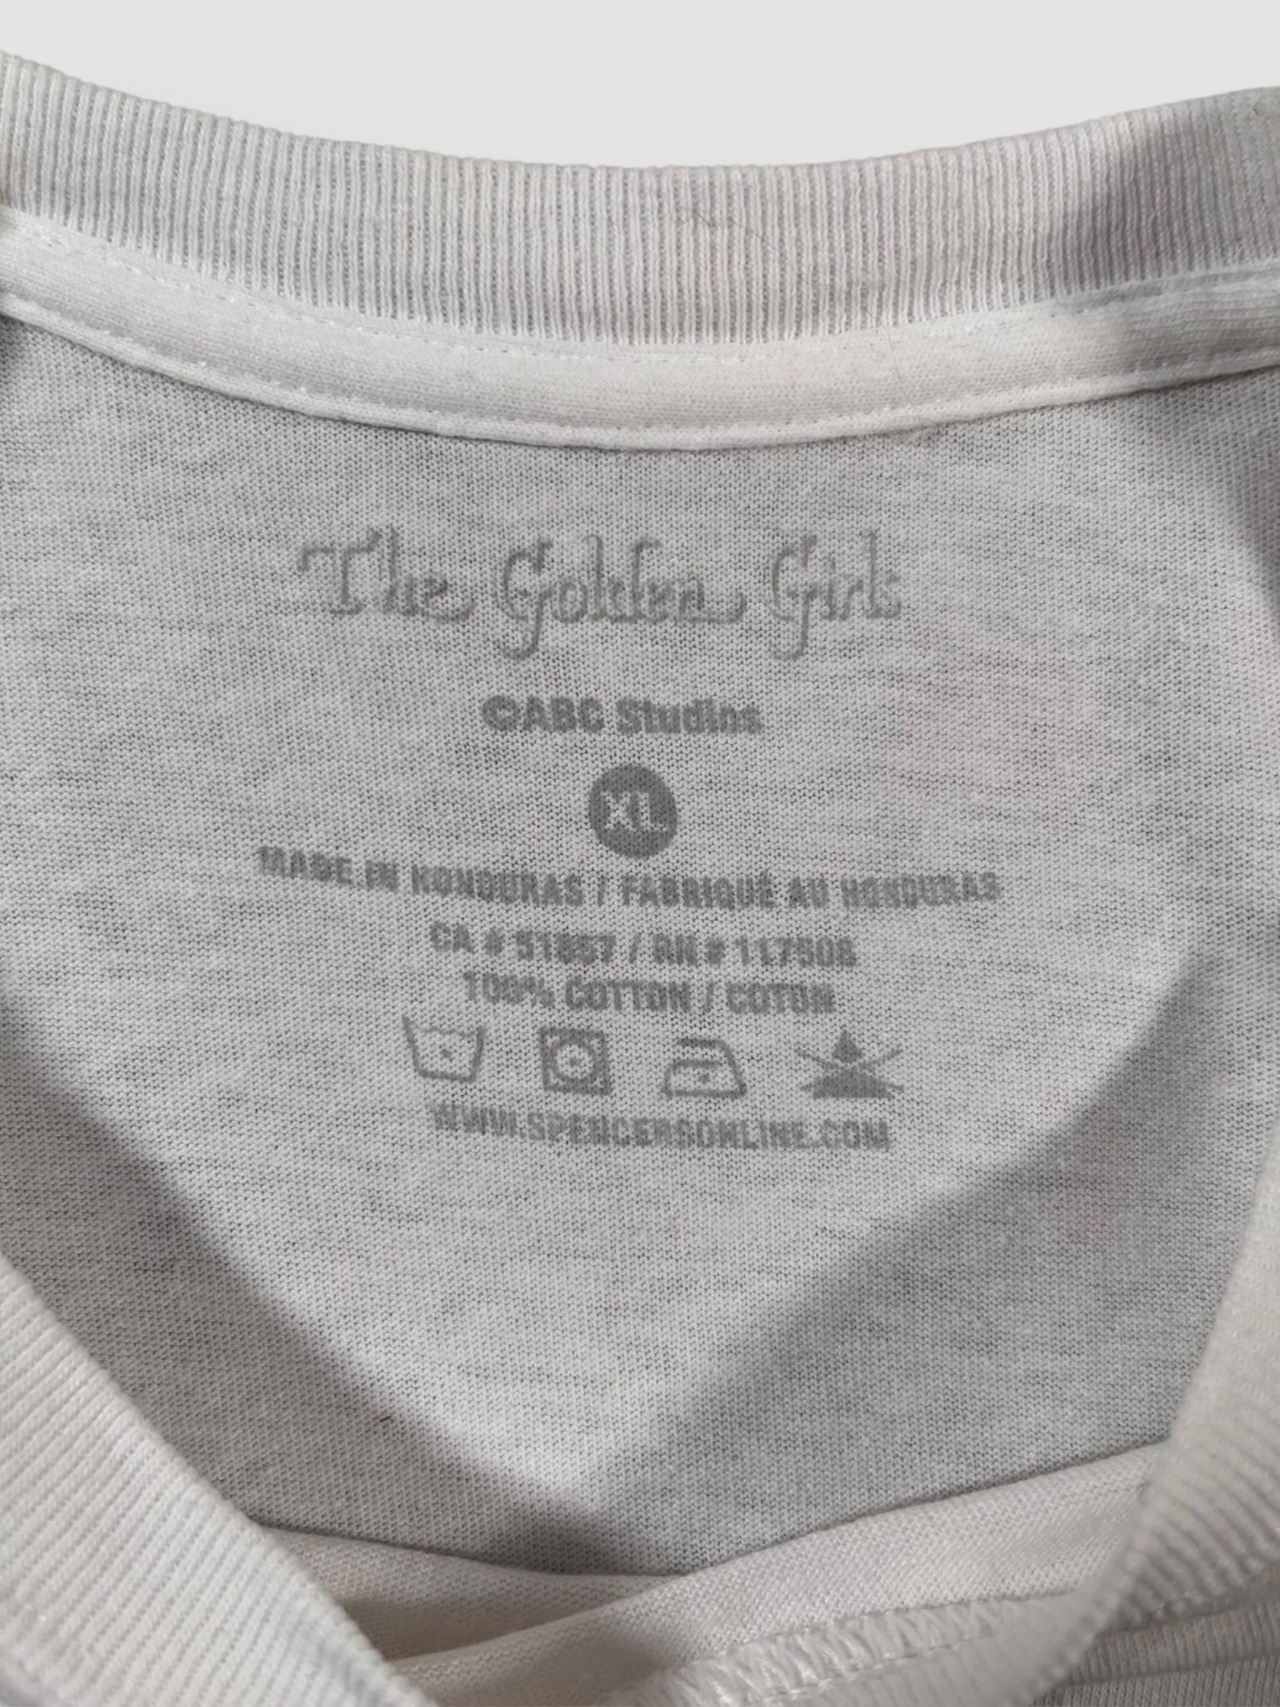 The Golden Girls
©ABC Studios
XL
MADE IN HONDURAS / FABRIQUÉ AU HONDURAS
CA # 51857 / RN # 117508
100% COTTON / COTON
WWW.SPENCERSONLINE.COM